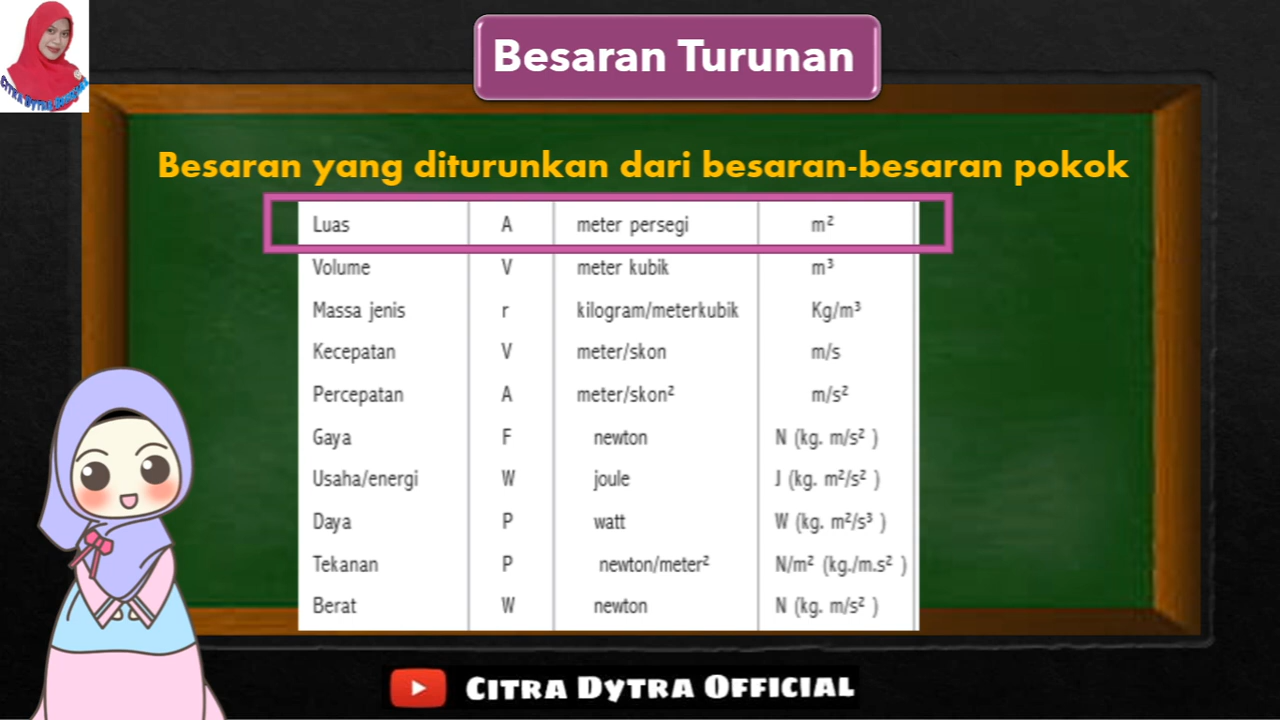 Besaran Turunan
Besaran yang diturunkan dari besaran-besaran pokok
Luas A meter persegi m²
Volume V meter kubik m³
Massa jenis r kilogram/meterkubik Kg/m³
Kecepatan V meter/skon m/s
Percepatan A meter/skon² m/s²
Gaya F newton N (kg. m/s² )
Usaha/energi W joule J (kg. m²/s² )
Daya P watt W (kg. m²/s³ )
Tekanan P newton/meter² N/m² (kg./m.s² )
Berat W newton N (kg. m/s² )
CITRA DYTRA OFFICIAL